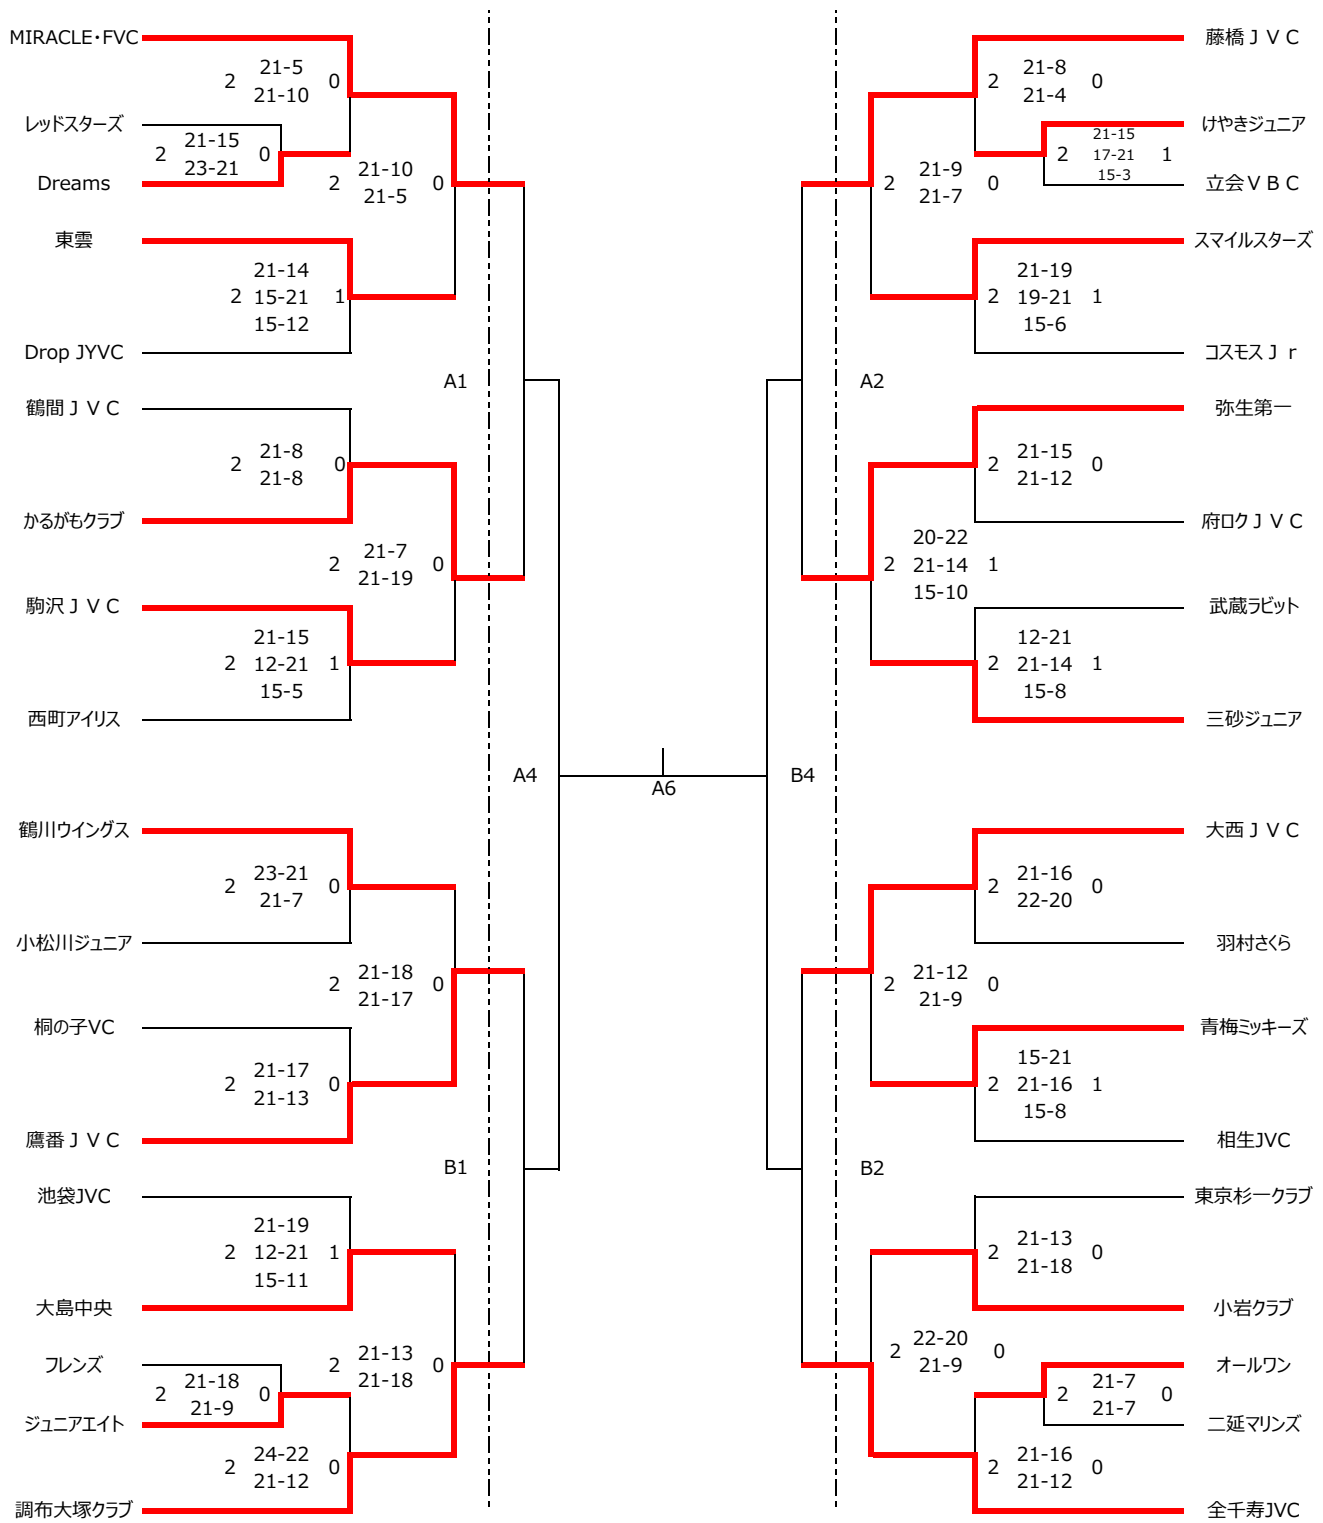 MIRACLE・FVC
2 21-5 0
21-10
レッドスターズ
2 21-15 0
23-21
Dreams
2 21-10 0
21-5
東雲
21-14
2 15-21 1
15-12
Drop JYVC
A1
鶴間ＪＶＣ
2 21-8 0
21-8
かるがもクラブ
2 21-7 0
21-19
駒沢ＪＶＣ
21-15
2 12-21 1
15-5
西町アイリス
A4
鶴川ウイングス
2 23-21 0
21-7
小松川ジュニア
2 21-18 0
21-17
桐の子VC
2 21-17 0
21-13
鷹番ＪＶＣ
B1
池袋JVC
21-19
2 12-21 1
15-11
大島中央
2 21-13 0
21-18
フレンズ
2 21-18 0
21-9
ジュニアエイト
2 24-22 0
21-12
調布大塚クラブ
A6
藤橋ＪＶＣ
2 21-8 0
21-4
けやきジュニア
21-15
2 17-21 1
15-3
立会ＶＢＣ
2 21-9 0
21-7
スマイルスターズ
21-19
2 19-21 1
15-6
コスモスＪｒ
A2
弥生第一
2 21-15 0
21-12
府ロクＪＶＣ
20-22
2 21-14 1
15-10
武蔵ラビット
12-21
2 21-14 1
15-8
三砂ジュニア
B4
大西ＪＶＣ
2 21-16 0
22-20
羽村さくら
2 21-12 0
21-9
青梅ミッキーズ
15-21
2 21-16 1
15-8
相生JVC
B2
東京杉一クラブ
2 21-13 0
21-18
小岩クラブ
2 22-20 0
21-9
オールワン
2 21-7 0
21-7
二延マリンズ
2 21-16 0
21-12
全千寿JVC